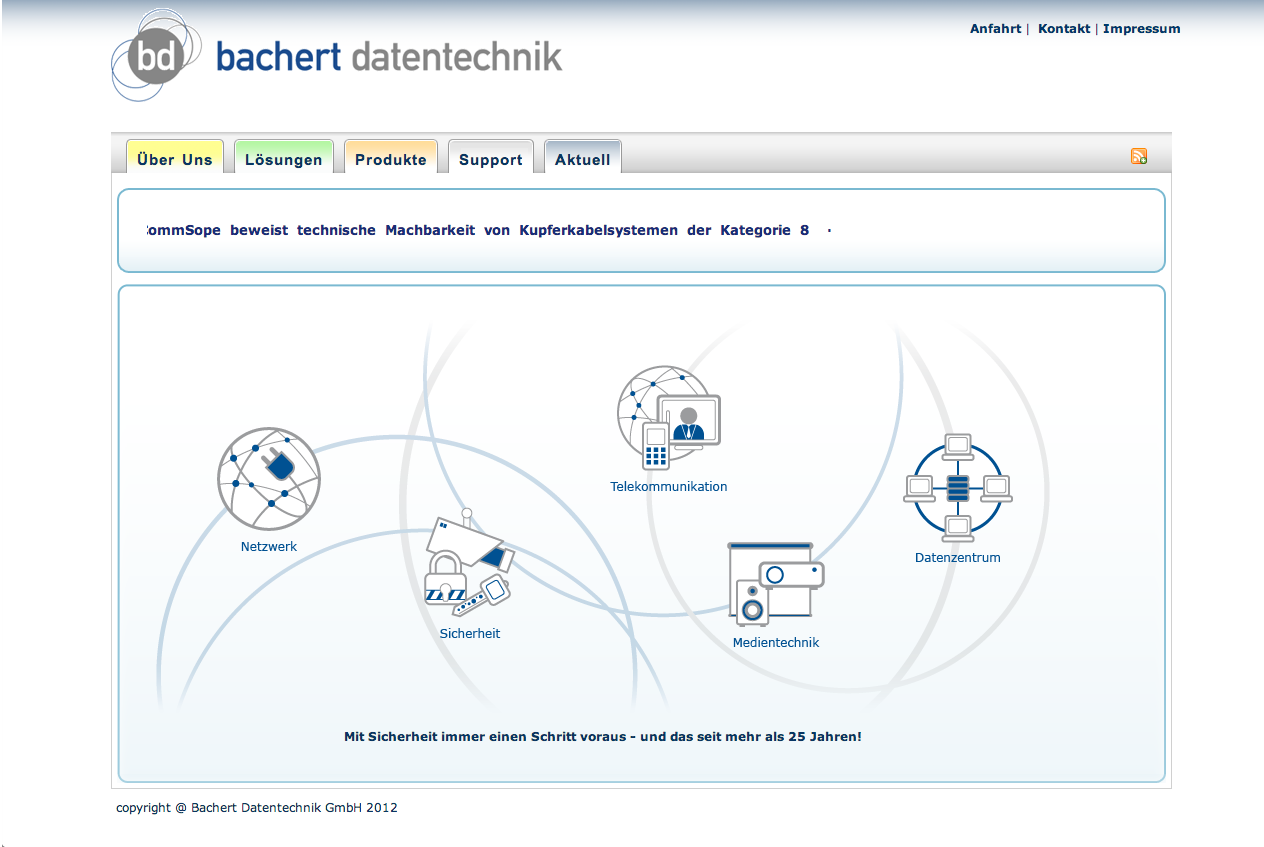 bd bachert datentechnik
Anfahrt | Kontakt | Impressum
Über Uns Lösungen Produkte Support Aktuell
CommSope beweist technische Machbarkeit von Kupferkabelsystemen der Kategorie 8 ·
Telekommunikation
Netzwerk
Datenzentrum
Sicherheit
Medientechnik
Mit Sicherheit immer einen Schritt voraus - und das seit mehr als 25 Jahren!
copyright @ Bachert Datentechnik GmbH 2012